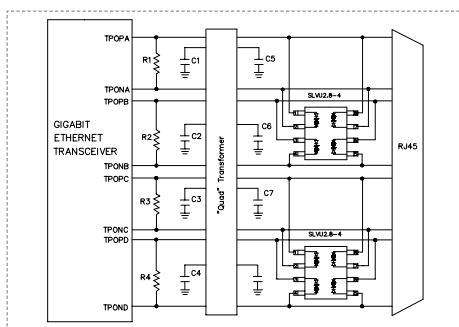 TPOPA
R1
C1
C5
TPONA
TPOPB
SLVU2.8-4
GIGABIT
ETHERNET
TRANSCEIVER
R2
C2
"Quad" Transformer
C6
RJ45
TPONB
TPOPC
R3
C3
C7
TPONC
TPOPD
SLVU2.8-4
R4
C4
TPOND